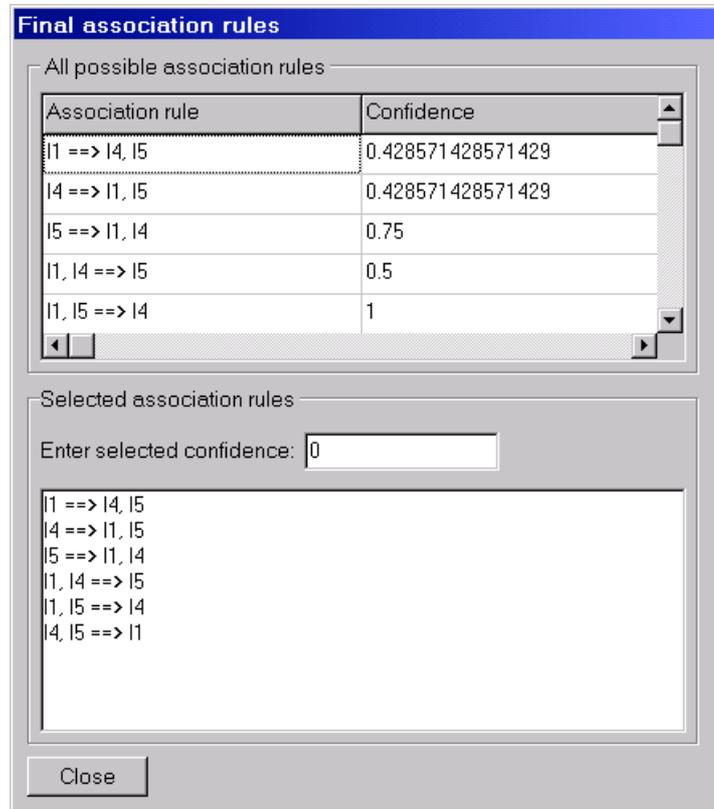 Final association rules
All possible association rules
Association rule Confidence
I1 ==> I4, I5 0.428571428571429
I4 ==> I1, I5 0.428571428571429
I5 ==> I1, I4 0.75
I1, I4 ==> I5 0.5
I1, I5 ==> I4 1
Selected association rules
Enter selected confidence: 0
I1 ==> I4, I5
I4 ==> I1, I5
I5 ==> I1, I4
I1, I4 ==> I5
I1, I5 ==> I4
I4, I5 ==> I1
Close